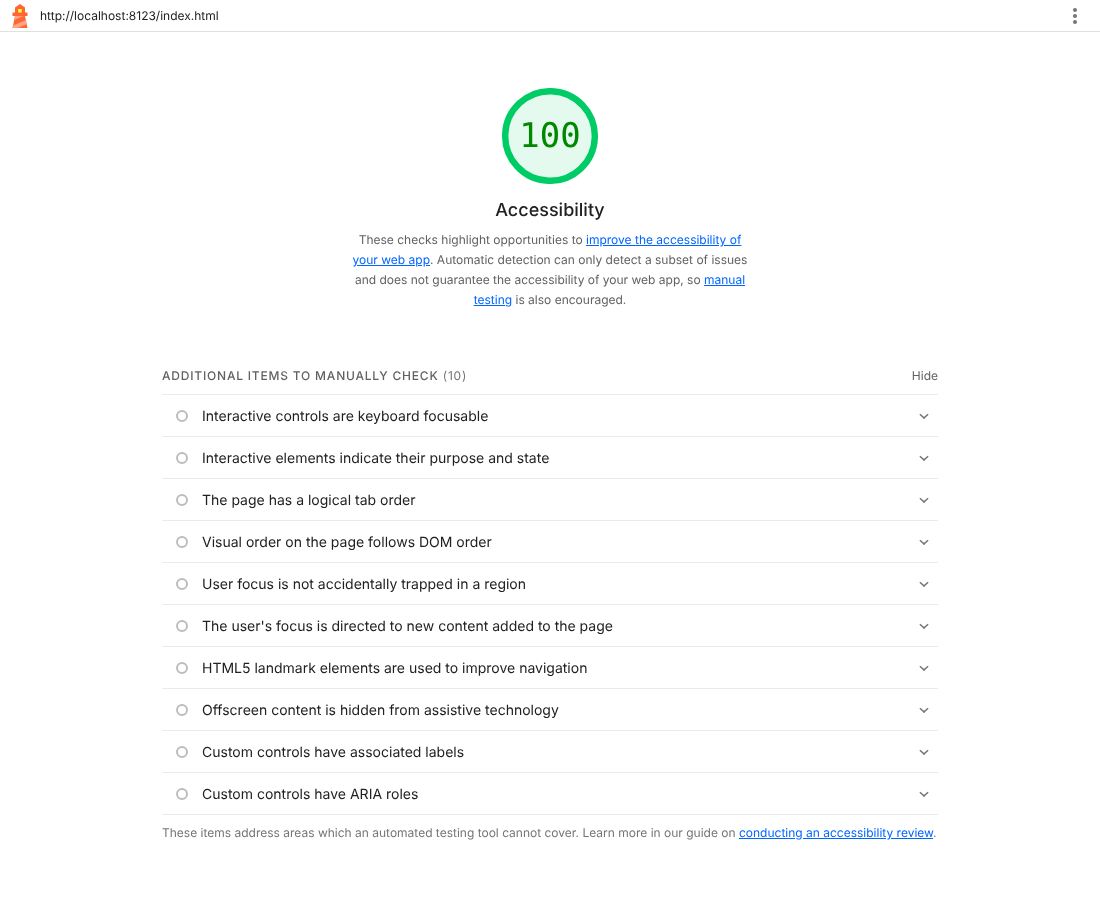 http://localhost:8123/index.html
100
Accessibility
These checks highlight opportunities to improve the accessibility of
your web app. Automatic detection can only detect a subset of issues
and does not guarantee the accessibility of your web app, so manual
testing is also encouraged.
ADDITIONAL ITEMS TO MANUALLY CHECK (10) Hide
Interactive controls are keyboard focusable
Interactive elements indicate their purpose and state
The page has a logical tab order
Visual order on the page follows DOM order
User focus is not accidentally trapped in a region
The user's focus is directed to new content added to the page
HTML5 landmark elements are used to improve navigation
Offscreen content is hidden from assistive technology
Custom controls have associated labels
Custom controls have ARIA roles
These items address areas which an automated testing tool cannot cover. Learn more in our guide on conducting an accessibility review.